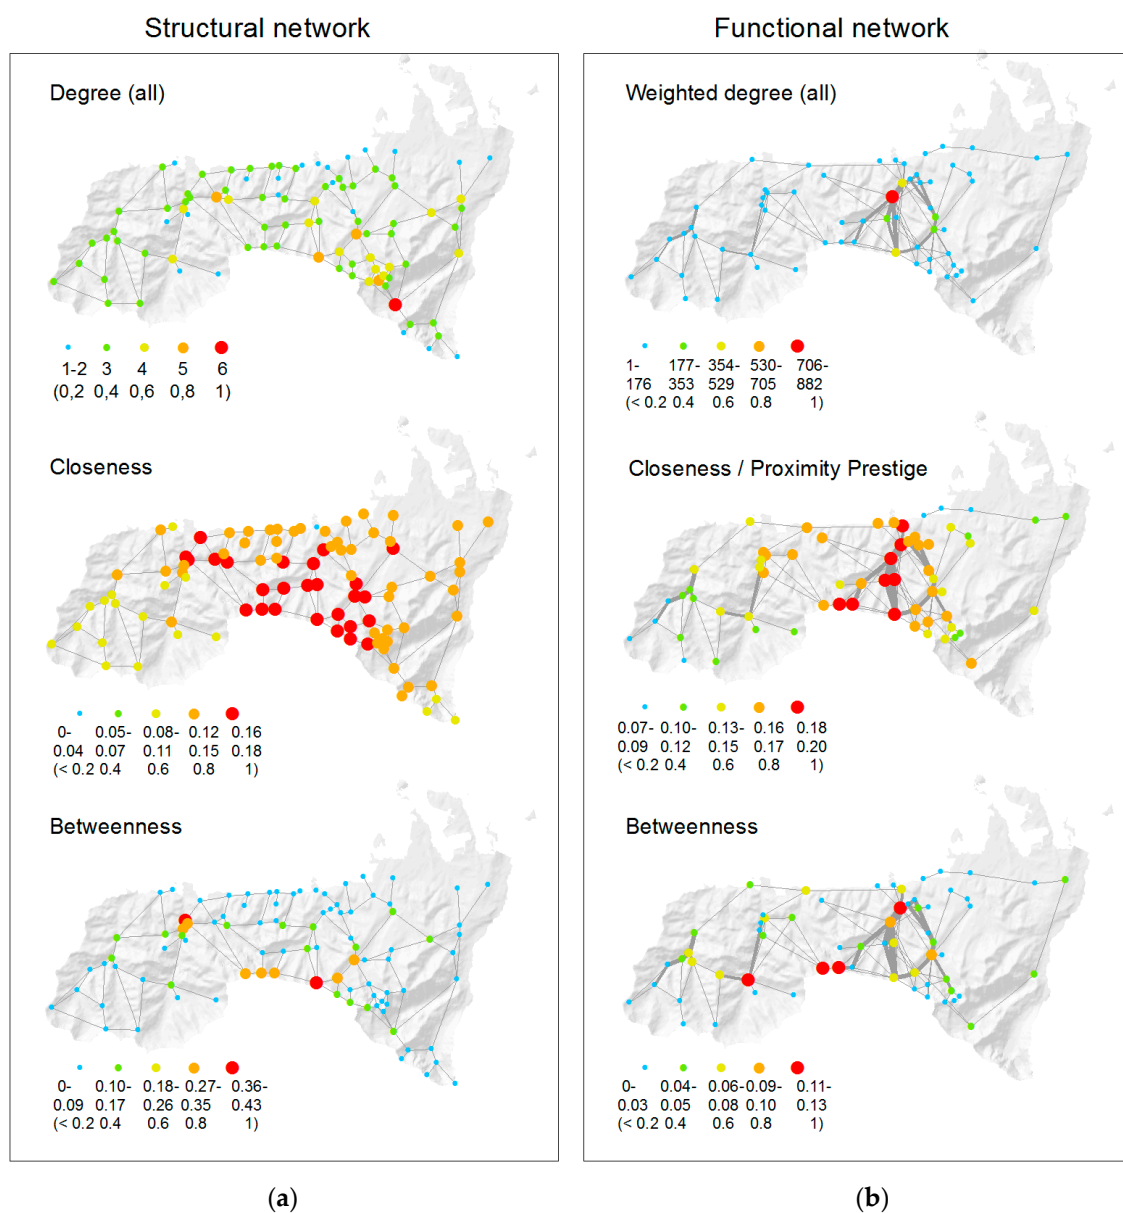 Structural network
Functional network
Degree (all)
1-2 3 4 5 6
(0,2 0,4 0,6 0,8 1)
Closeness
0- 0.05- 0.08- 0.12 0.16
0.04 0.07 0.11 0.15 0.18
(< 0.2 0.4 0.6 0.8 1)
Betweenness
0- 0.10- 0.18- 0.27- 0.36-
0.09 0.17 0.26 0.35 0.43
(< 0.2 0.4 0.6 0.8 1)
Weighted degree (all)
1- 177- 354- 530- 706-
176 353 529 705 882
(< 0.2 0.4 0.6 0.8 1)
Closeness / Proximity Prestige
0.07- 0.10- 0.13- 0.16 0.18
0.09 0.12 0.15 0.17 0.20
(< 0.2 0.4 0.6 0.8 1)
Betweenness
0- 0.04- 0.06- 0.09- 0.11-
0.03 0.05 0.08 0.10 0.13
(< 0.2 0.4 0.6 0.8 1)
(a)
(b)